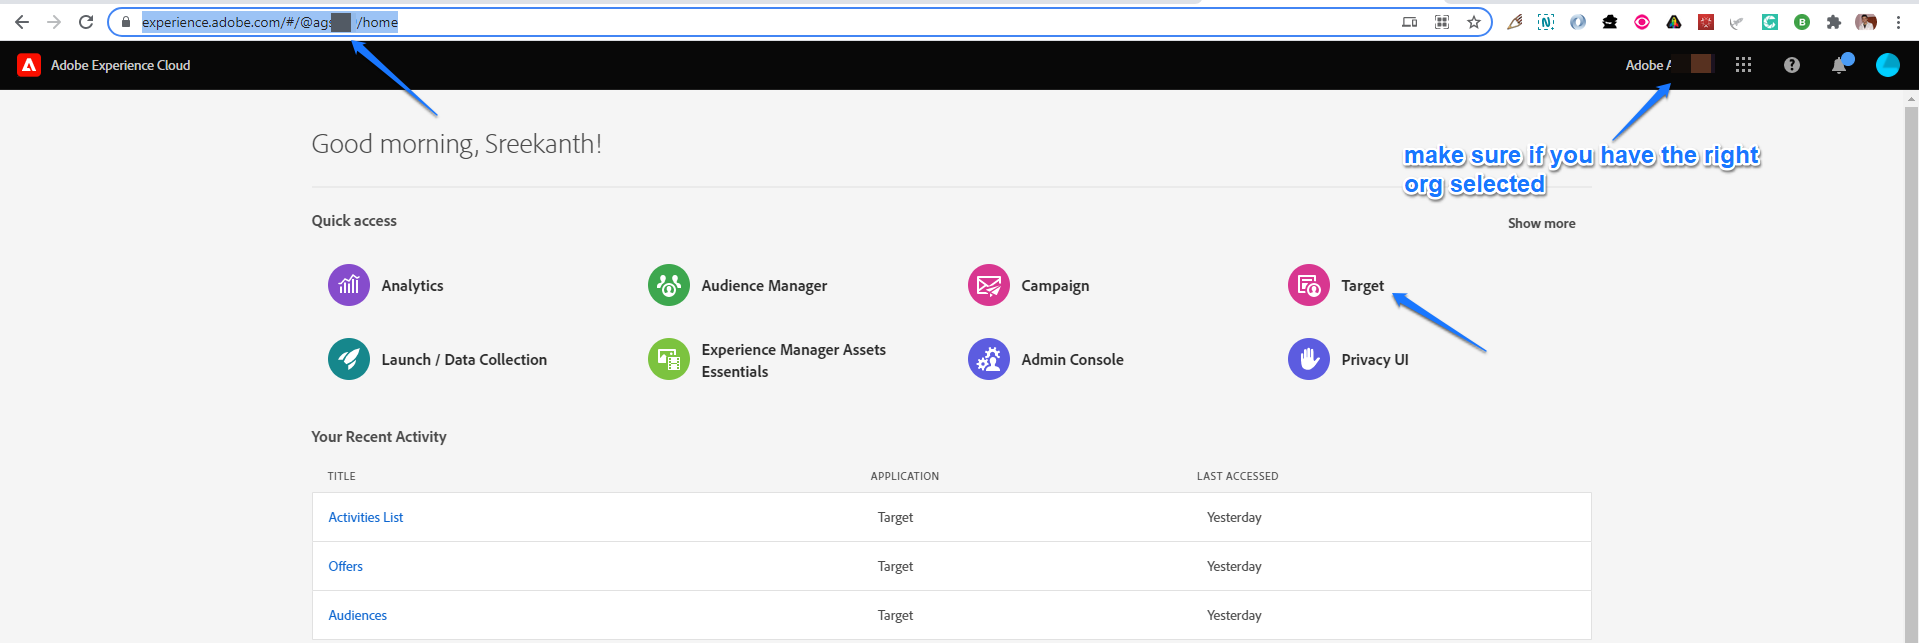 experience.adobe.com/#/@ags /home
Adobe Experience Cloud
Adobe A
make sure if you have the right
org selected
Good morning, Sreekanth!
Quick access
Show more
Analytics
Audience Manager
Campaign
Target
Launch / Data Collection
Experience Manager Assets
Essentials
Admin Console
Privacy UI
Your Recent Activity
TITLE APPLICATION LAST ACCESSED
Activities List Target Yesterday
Offers Target Yesterday
Audiences Target Yesterday